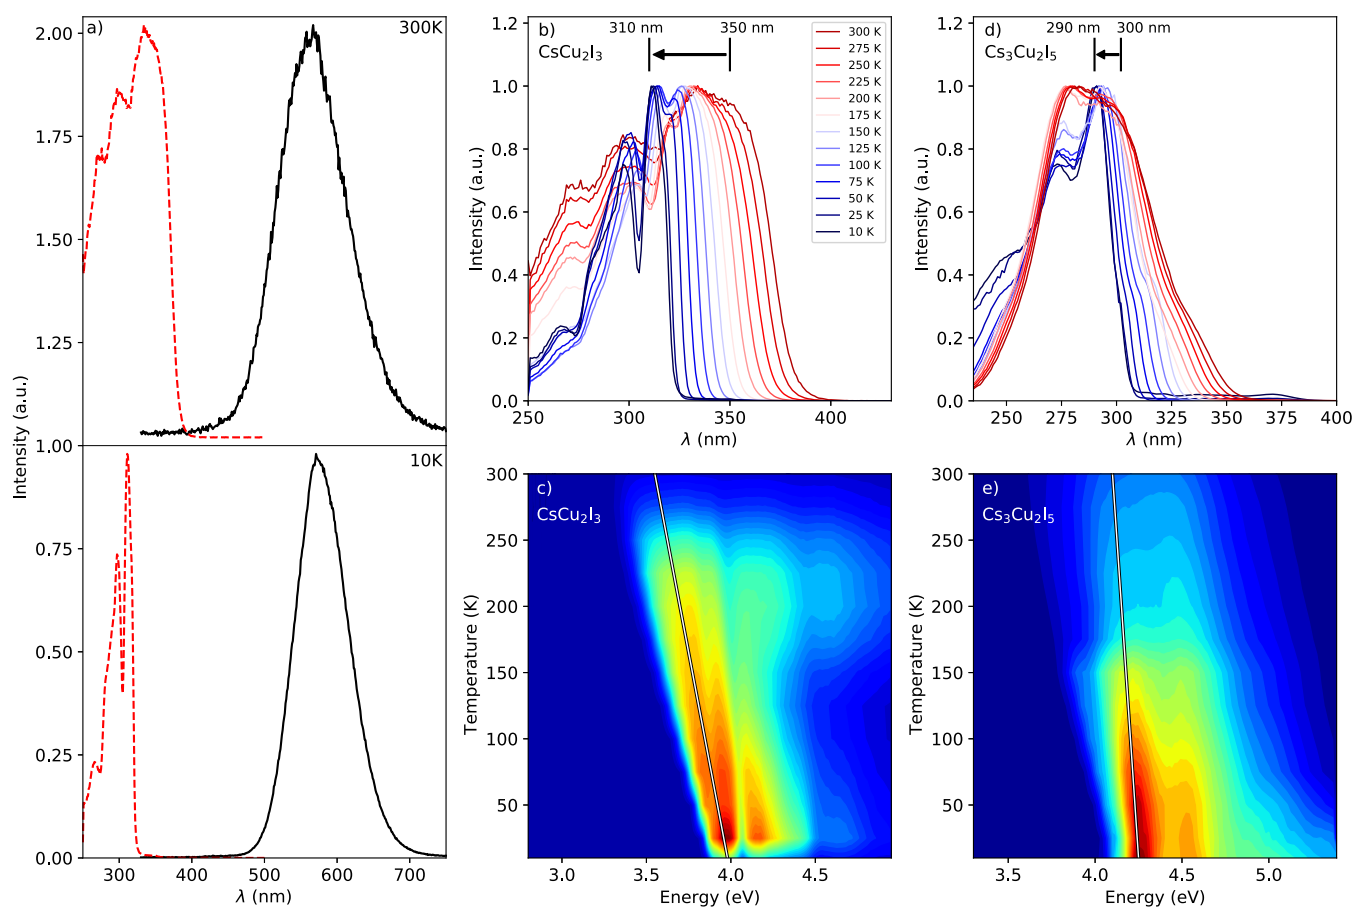 a)
300K
2.00
1.75
1.50
1.25
1.00
10K
0.75
0.50
0.25
0.00
300
400
500
600
700
λ (nm)
Intensity (a.u.)
b)
CsCu₂I₃
310 nm
350 nm
300 K
275 K
250 K
225 K
200 K
175 K
150 K
125 K
100 K
75 K
50 K
25 K
10 K
1.2
1.0
0.8
0.6
0.4
0.2
0.0
250
300
350
400
λ (nm)
Intensity (a.u.)
d)
Cs₃Cu₂I₅
290 nm
300 nm
1.2
1.0
0.8
0.6
0.4
0.2
0.0
250
275
300
325
350
375
400
λ (nm)
Intensity (a.u.)
c)
CsCu₂I₃
300
250
200
150
100
50
3.0
3.5
4.0
4.5
Energy (eV)
Temperature (K)
e)
Cs₃Cu₂I₅
300
250
200
150
100
50
3.5
4.0
4.5
5.0
Energy (eV)
Temperature (K)